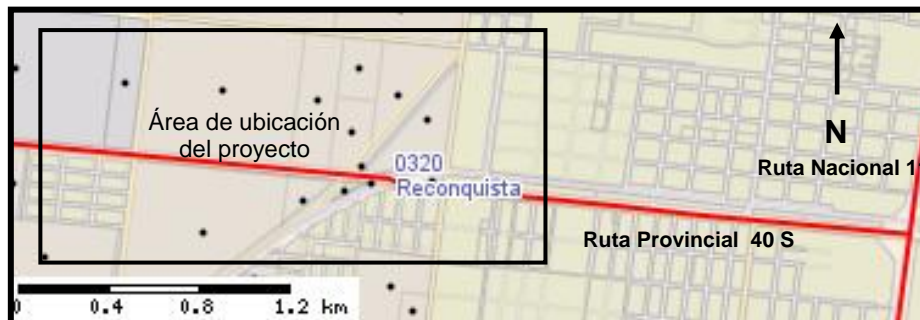 Área de ubicación
del proyecto
0320
Reconquista
N
Ruta Nacional 1
Ruta Provincial 40 S
0 0.4 0.8 1.2 km